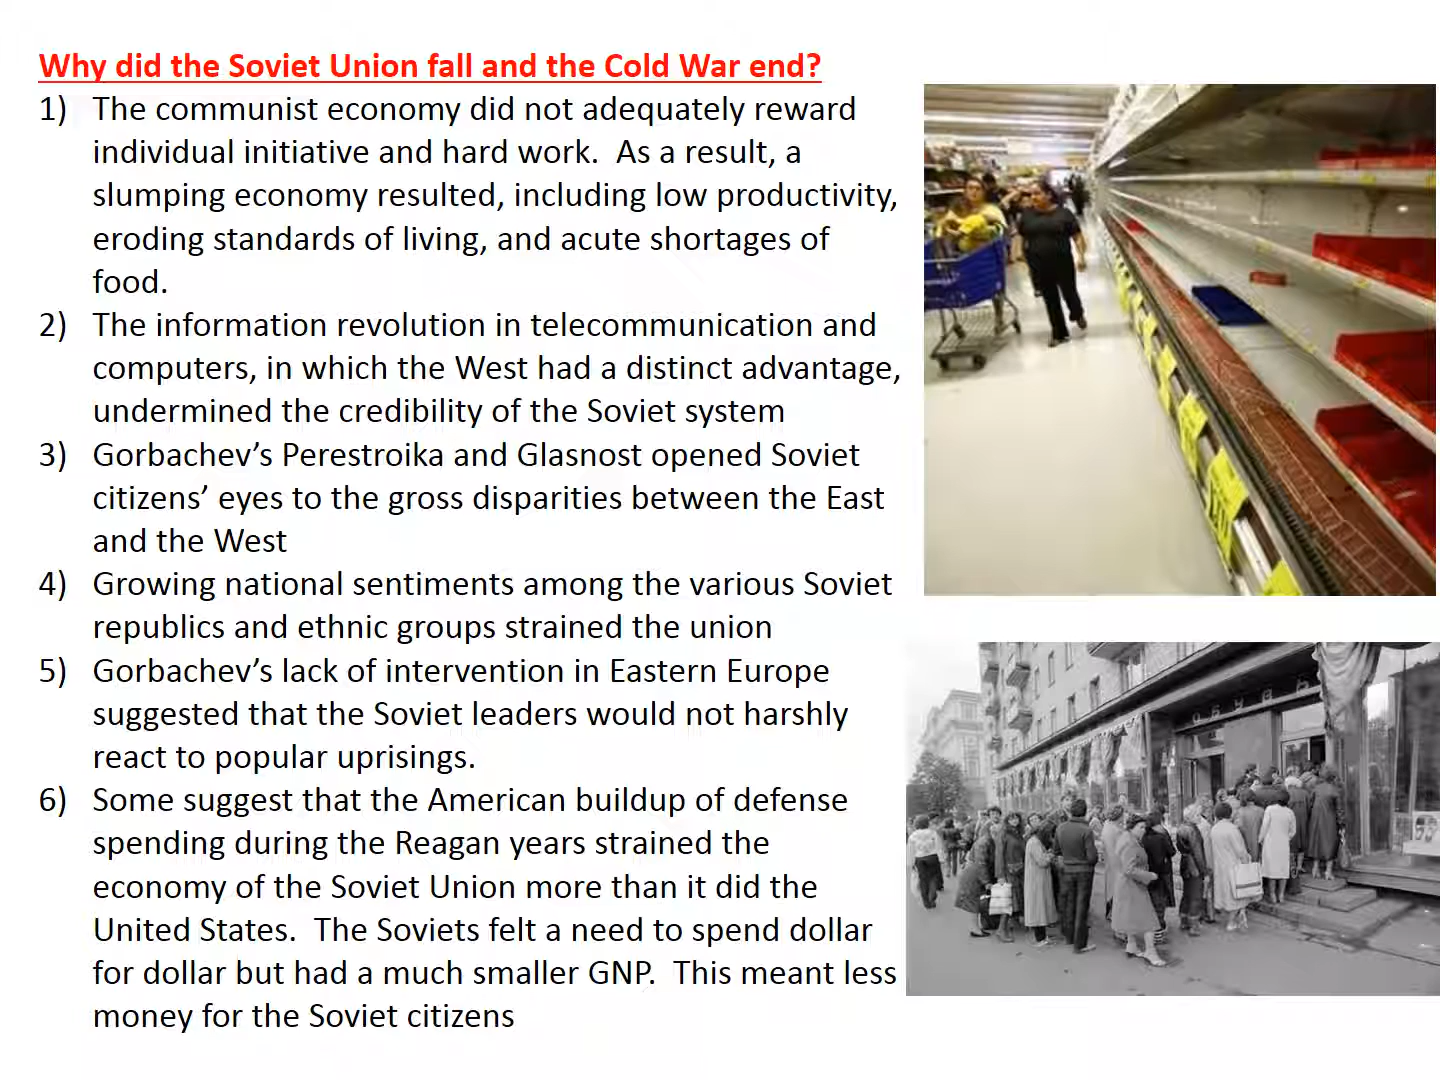 Why did the Soviet Union fall and the Cold War end?
1) The communist economy did not adequately reward
individual initiative and hard work.  As a result, a
slumping economy resulted, including low productivity,
eroding standards of living, and acute shortages of
food.
2) The information revolution in telecommunication and
computers, in which the West had a distinct advantage,
undermined the credibility of the Soviet system
3) Gorbachev’s Perestroika and Glasnost opened Soviet
citizens’ eyes to the gross disparities between the East
and the West
4) Growing national sentiments among the various Soviet
republics and ethnic groups strained the union
5) Gorbachev’s lack of intervention in Eastern Europe
suggested that the Soviet leaders would not harshly
react to popular uprisings.
6) Some suggest that the American buildup of defense
spending during the Reagan years strained the
economy of the Soviet Union more than it did the
United States.  The Soviets felt a need to spend dollar
for dollar but had a much smaller GNP.  This meant less
money for the Soviet citizens
ОБУВЬ